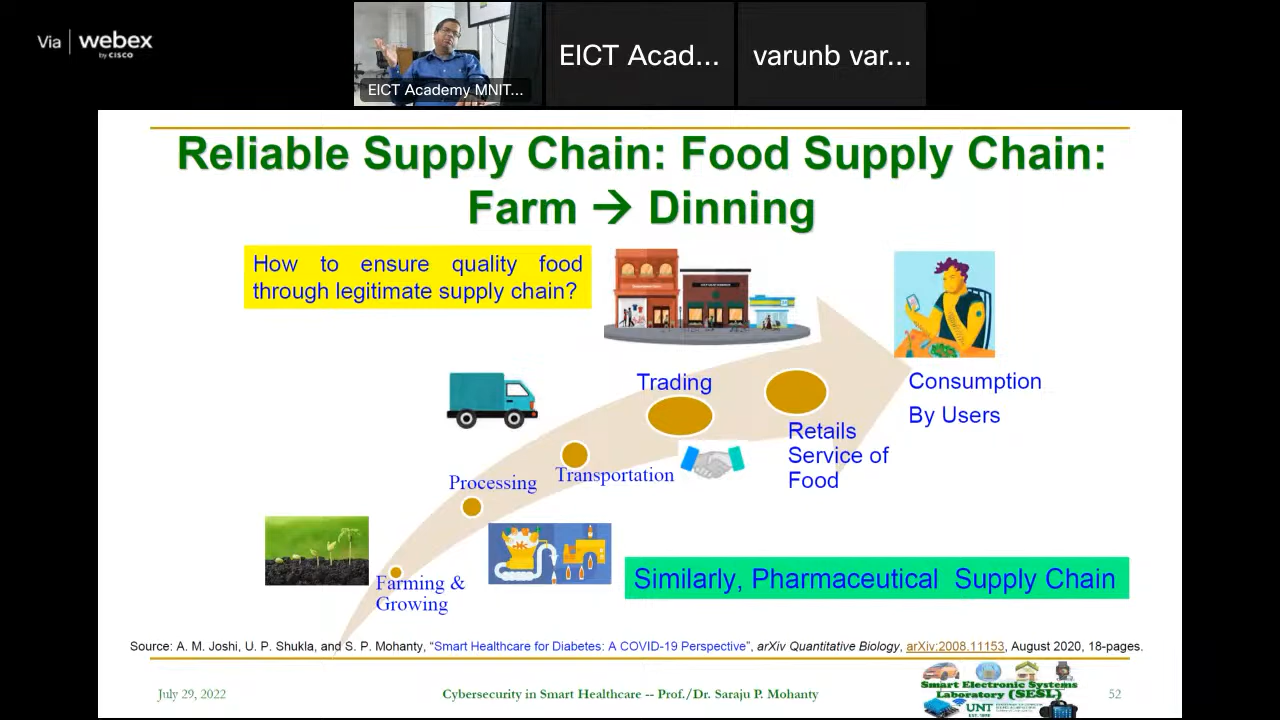 Via webex
by CISCO
EICT Academy MNIT...
EICT Acad...
varunb var...
Reliable Supply Chain: Food Supply Chain:
Farm → Dinning
How to ensure quality food
through legitimate supply chain?
Trading
Consumption
By Users
Retails
Service of
Food
Processing
Transportation
Farming &
Growing
Similarly, Pharmaceutical Supply Chain
Source: A. M. Joshi, U. P. Shukla, and S. P. Mohanty, “Smart Healthcare for Diabetes: A COVID-19 Perspective”, arXiv Quantitative Biology, arXiv:2008.11153, August 2020, 18-pages.
July 29, 2022
Cybersecurity in Smart Healthcare -- Prof./Dr. Saraju P. Mohanty
Smart Electronic Systems
Laboratory (SESL)
UNT
52